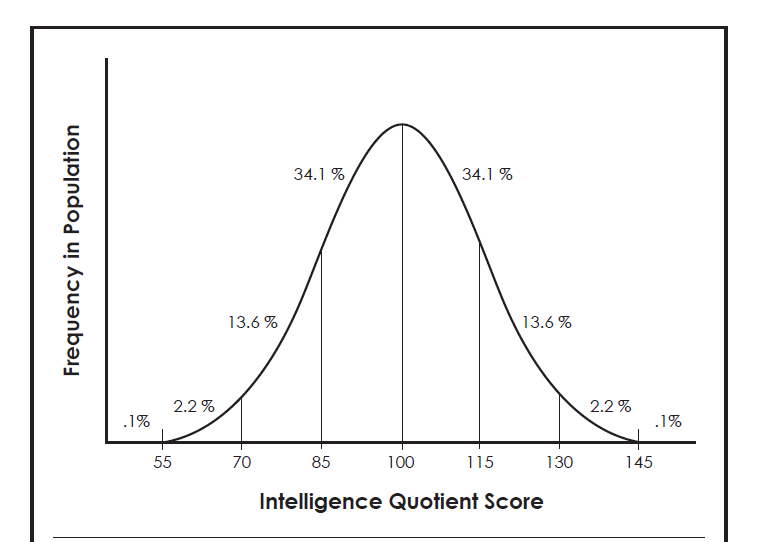 Frequency in Population
34.1 % 34.1 %
13.6 % 13.6 %
2.2 % 2.2 %
.1% .1%
55 70 85 100 115 130 145
Intelligence Quotient Score